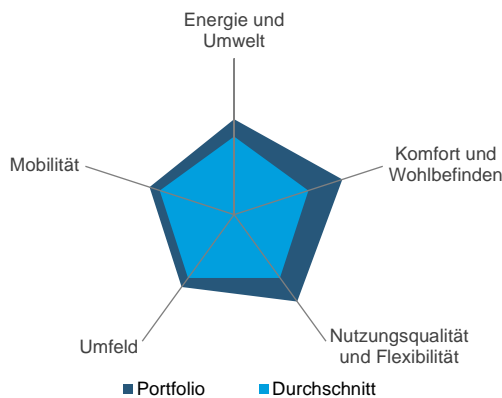 Energie und
Umwelt
Mobilität
Komfort und
Wohlbefinden
Umfeld
Nutzungsqualität
und Flexibilität
Portfolio
Durchschnitt